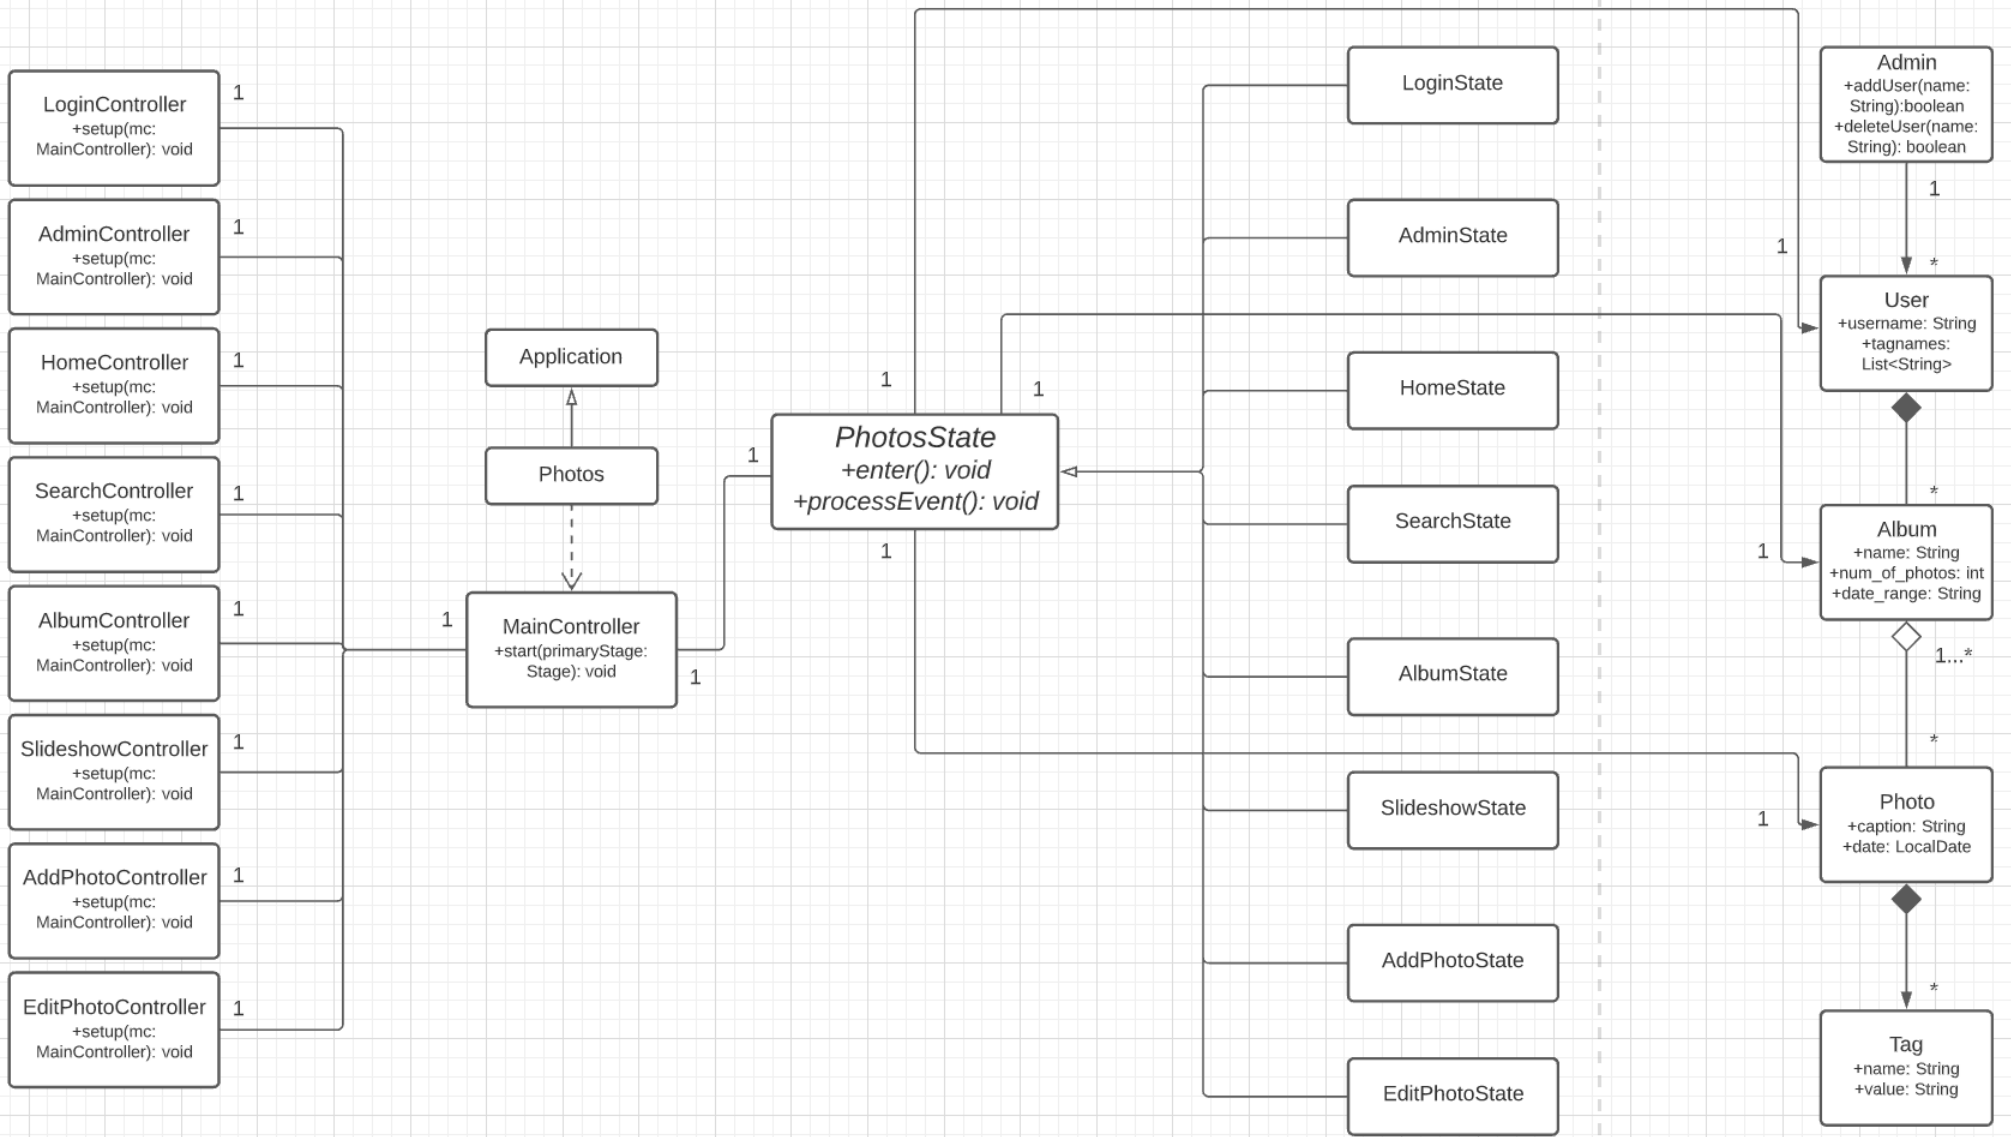 LoginController
+setup(mc:
MainController): void
1
AdminController
+setup(mc:
MainController): void
1
HomeController
+setup(mc:
MainController): void
1
SearchController
+setup(mc:
MainController): void
1
AlbumController
+setup(mc:
MainController): void
1
SlideshowController
+setup(mc:
MainController): void
1
AddPhotoController
+setup(mc:
MainController): void
1
EditPhotoController
+setup(mc:
MainController): void
1
Application
Photos
1
MainController
+start(primaryStage:
Stage): void
1
1
1
1
PhotosState
+enter(): void
+processEvent(): void
1
LoginState
AdminState
HomeState
SearchState
AlbumState
SlideshowState
AddPhotoState
EditPhotoState
Admin
+addUser(name:
String):boolean
+deleteUser(name:
String): boolean
1
1
*
User
+username: String
+tagnames:
List<String>
*
1
Album
+name: String
+num_of_photos: int
+date_range: String
1...*
*
1
Photo
+caption: String
+date: LocalDate
*
Tag
+name: String
+value: String